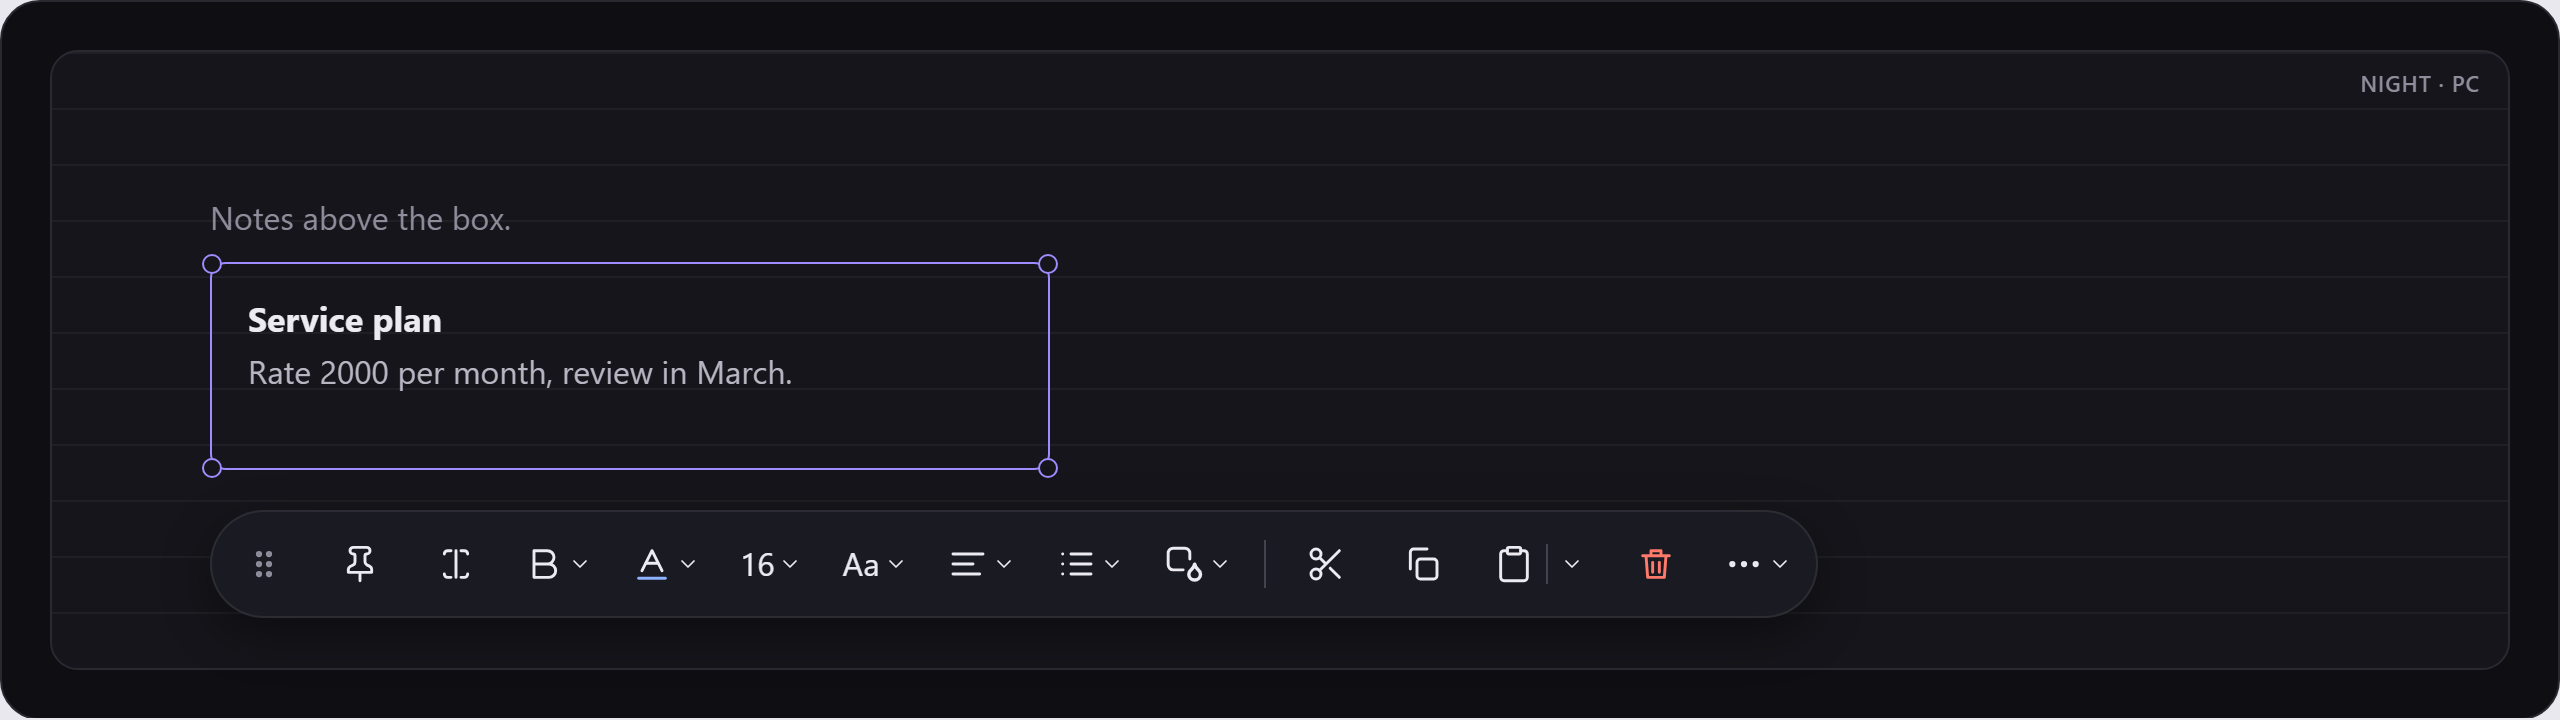 NIGHT · PC
Notes above the box.
Service plan
Rate 2000 per month, review in March.
B A 16 Aa